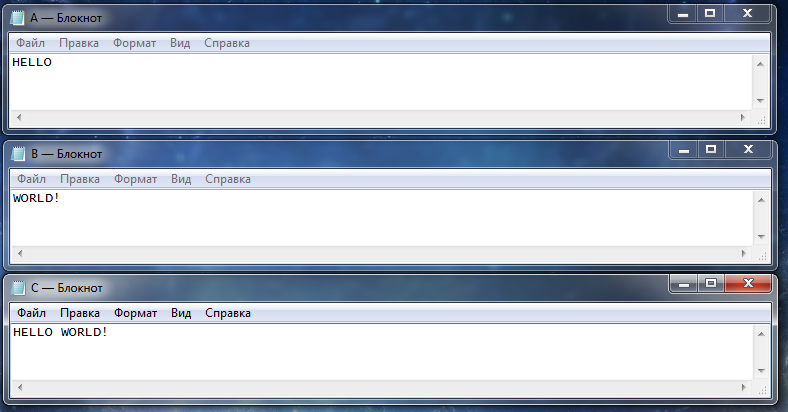 A — Блокнот
Файл Правка Формат Вид Справка
HELLO
B — Блокнот
Файл Правка Формат Вид Справка
WORLD!
C — Блокнот
Файл Правка Формат Вид Справка
HELLO WORLD!